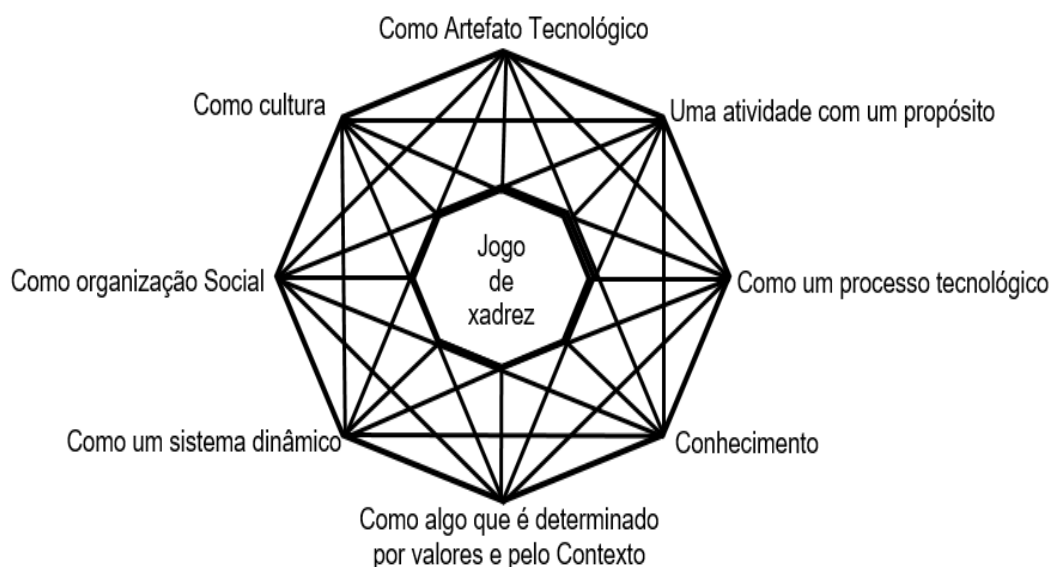 Como Artefato Tecnológico
Como cultura
Uma atividade com um propósito
Jogo
de
xadrez
Como organização Social
Como um processo tecnológico
Como um sistema dinâmico
Conhecimento
Como algo que é determinado
por valores e pelo Contexto